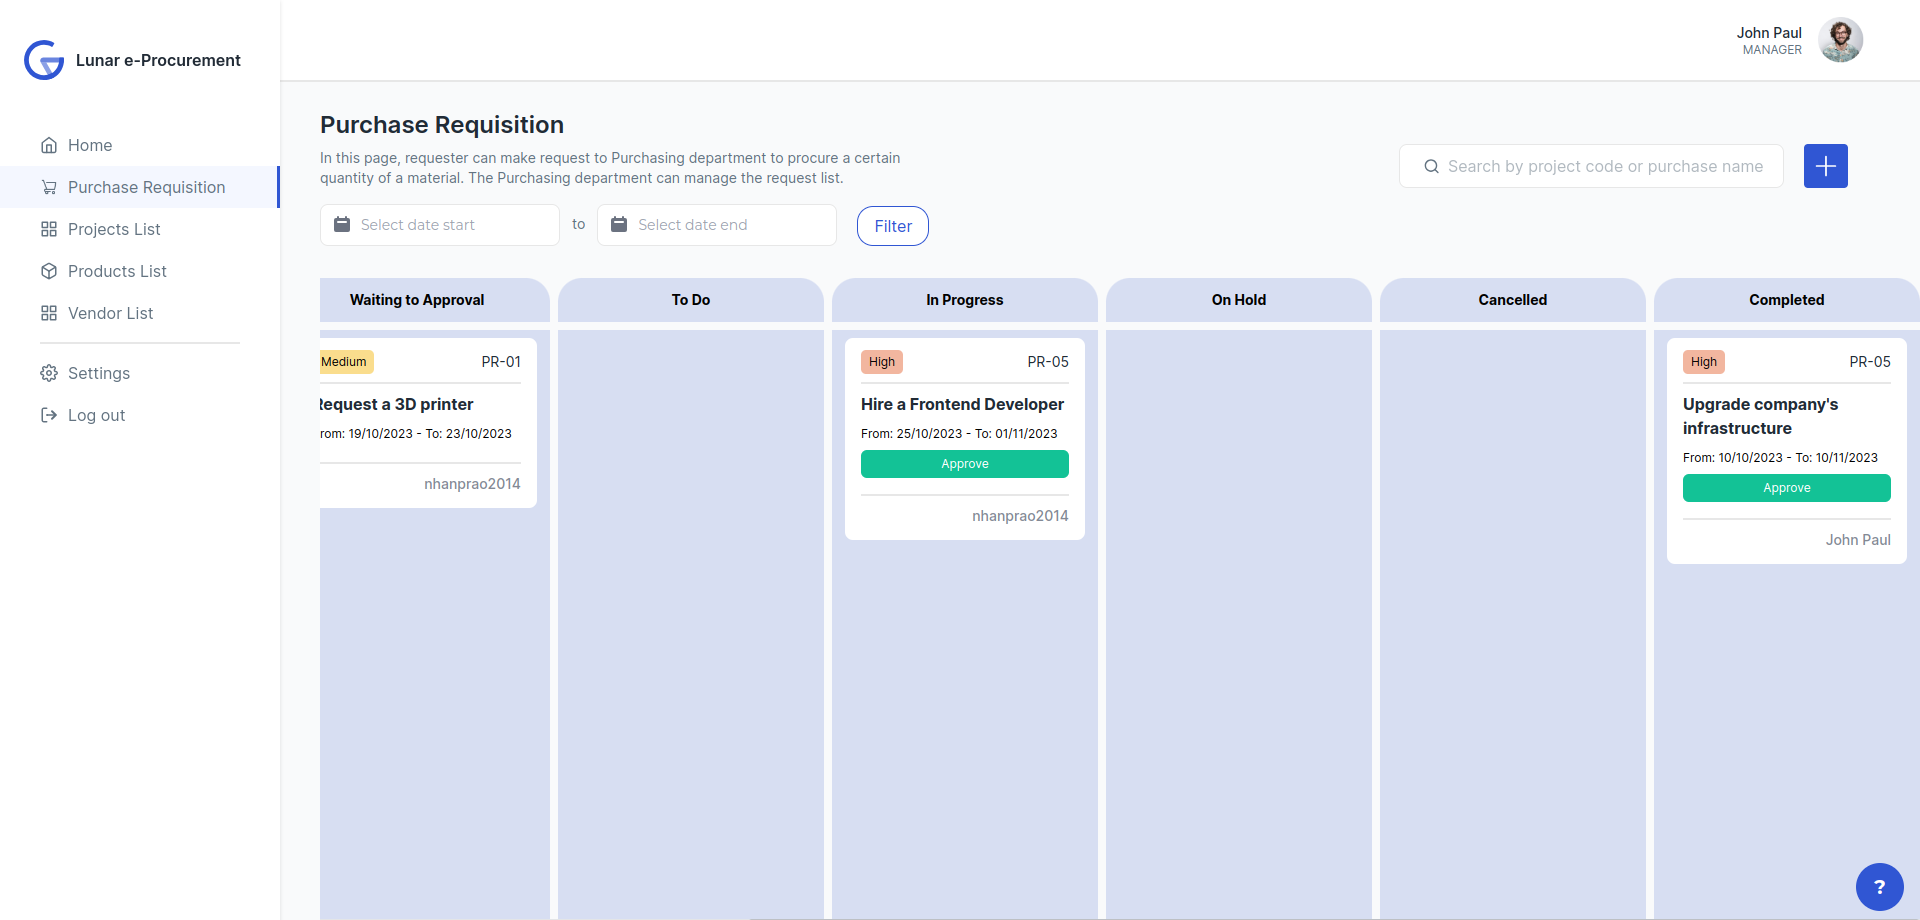 Lunar e-Procurement
John Paul
MANAGER
Home
Purchase Requisition
Projects List
Products List
Vendor List
Settings
Log out
Purchase Requisition
In this page, requester can make request to Purchasing department to procure a certain
quantity of a material. The Purchasing department can manage the request list.
Search by project code or purchase name
Select date start
to
Select date end
Filter
Waiting to Approval
Medium
PR-01
Request a 3D printer
rom: 19/10/2023 - To: 23/10/2023
nhanprao2014
To Do
In Progress
High
PR-05
Hire a Frontend Developer
From: 25/10/2023 - To: 01/11/2023
Approve
nhanprao2014
On Hold
Cancelled
Completed
High
PR-05
Upgrade company's
infrastructure
From: 10/10/2023 - To: 10/11/2023
Approve
John Paul
?